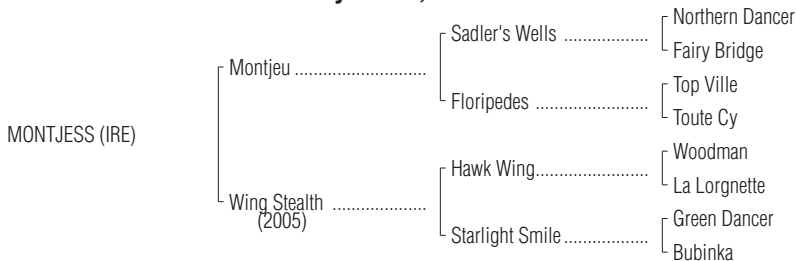 Northern Dancer
Sadler's Wells ...................
Fairy Bridge
Montjeu ............................
Top Ville
Floripedes .........................
Toute Cy
MONTJESS (IRE)
Woodman
Hawk Wing.........................
La Lorgnette
Wing Stealth ....................
(2005)
Green Dancer
Starlight Smile...................
Bubinka